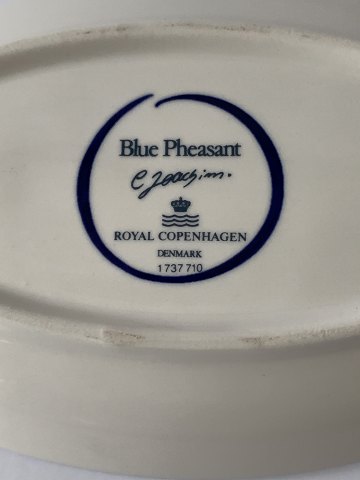 Blue Pheasant
C Joachim.
ROYAL COPENHAGEN
DENMARK
1 737 710